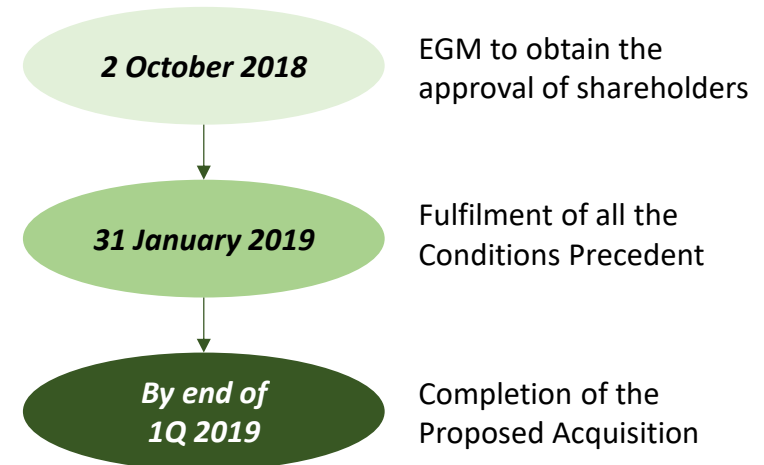 2 October 2018
EGM to obtain the
approval of shareholders
31 January 2019
Fulfilment of all the
Conditions Precedent
By end of
1Q 2019
Completion of the
Proposed Acquisition